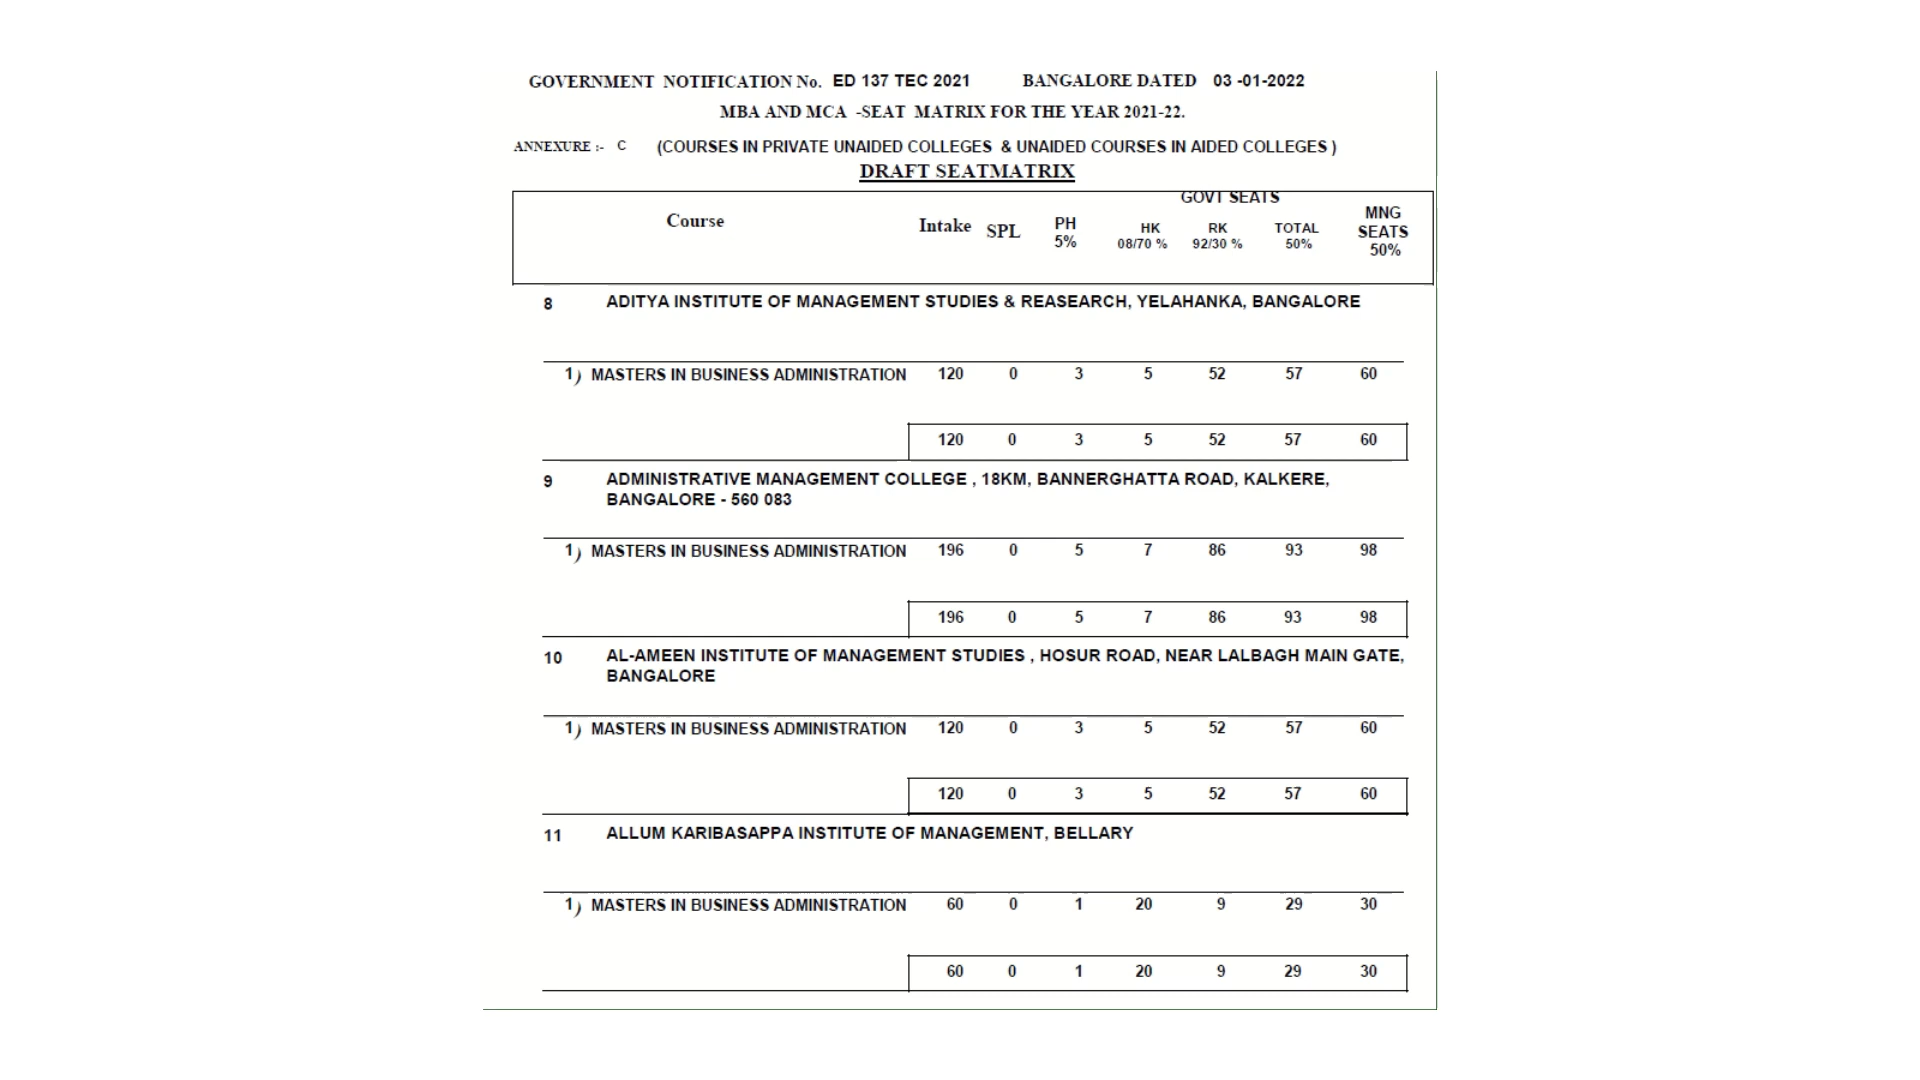 GOVERNMENT NOTIFICATION No. ED 137 TEC 2021 BANGALORE DATED 03 -01-2022
MBA AND MCA -SEAT MATRIX FOR THE YEAR 2021-22.
ANNEXURE :- C (COURSES IN PRIVATE UNAIDED COLLEGES & UNAIDED COURSES IN AIDED COLLEGES )
DRAFT SEATMATRIX
GOVT SEATS
Course Intake SPL PH 5% HK 08/70 % RK 92/30 % TOTAL 50% MNG SEATS 50%
8 ADITYA INSTITUTE OF MANAGEMENT STUDIES & REASEARCH, YELAHANKA, BANGALORE
1) MASTERS IN BUSINESS ADMINISTRATION 120 0 3 5 52 57 60
120 0 3 5 52 57 60
9 ADMINISTRATIVE MANAGEMENT COLLEGE , 18KM, BANNERGHATTA ROAD, KALKERE,
BANGALORE - 560 083
1) MASTERS IN BUSINESS ADMINISTRATION 196 0 5 7 86 93 98
196 0 5 7 86 93 98
10 AL-AMEEN INSTITUTE OF MANAGEMENT STUDIES , HOSUR ROAD, NEAR LALBAGH MAIN GATE,
BANGALORE
1) MASTERS IN BUSINESS ADMINISTRATION 120 0 3 5 52 57 60
120 0 3 5 52 57 60
11 ALLUM KARIBASAPPA INSTITUTE OF MANAGEMENT, BELLARY
1) MASTERS IN BUSINESS ADMINISTRATION 60 0 1 20 9 29 30
60 0 1 20 9 29 30